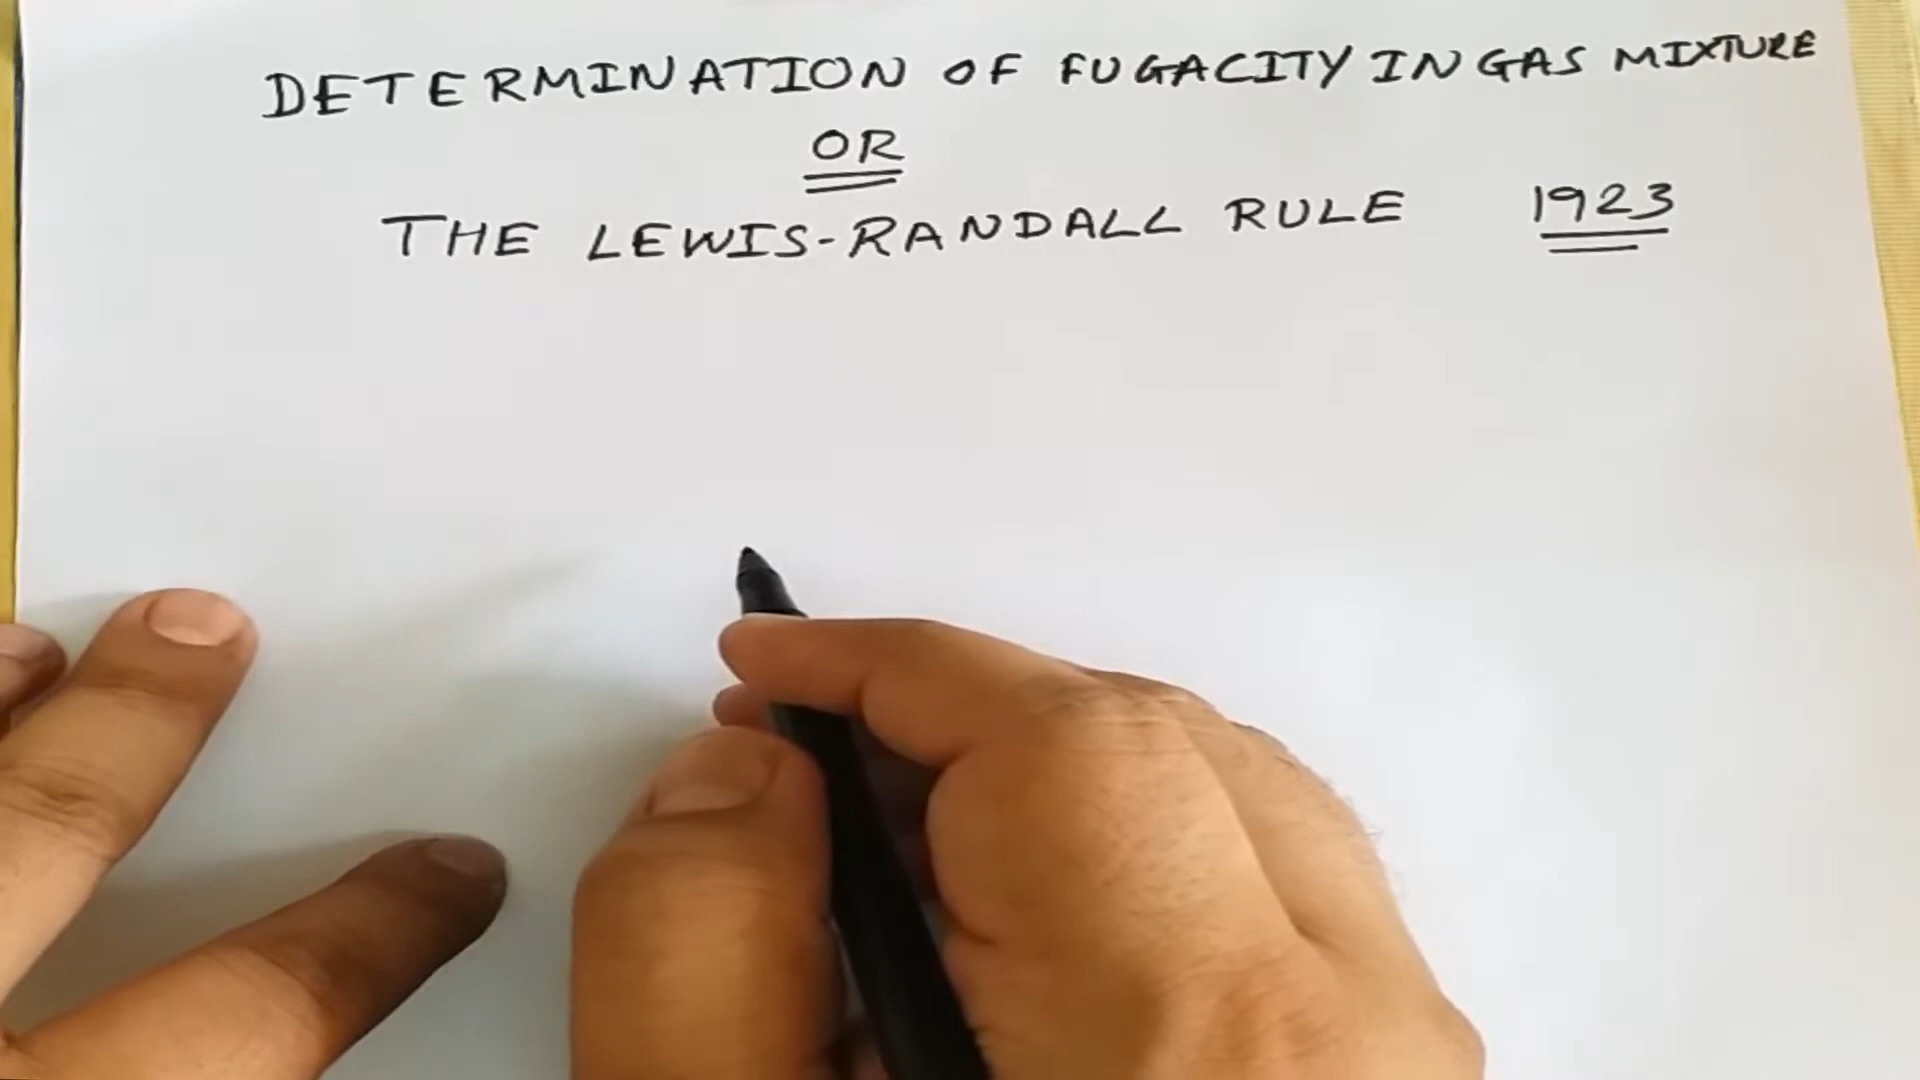 DETERMINATION OF FUGACITY IN GAS MIXTURE
OR
THE LEWIS-RANDALL RULE 1923